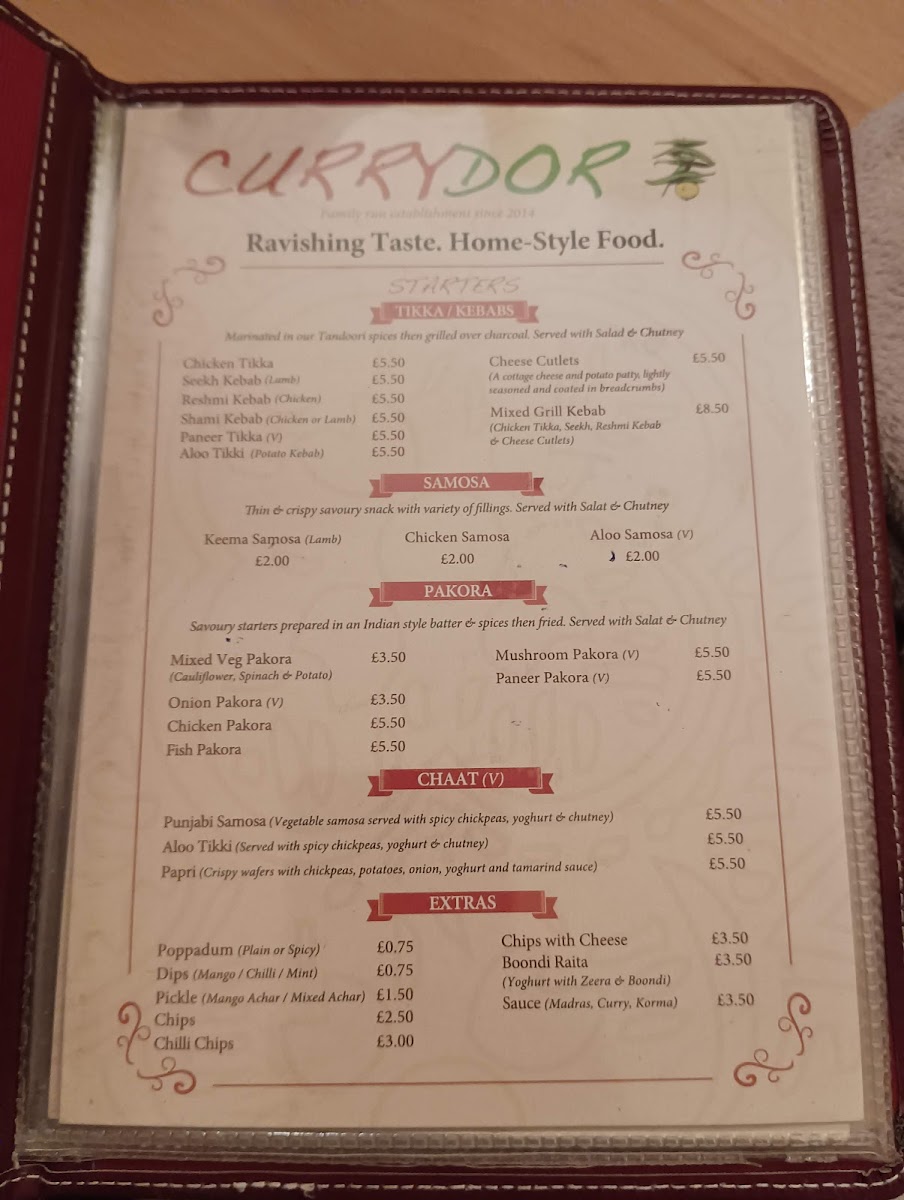 CURRYDOR
Family run establishment since 2014
Ravishing Taste. Home-Style Food.
STARTERS
TIKKA / KEBABS
Marinated in our Tandoori spices then grilled over charcoal. Served with Salad & Chutney
Chicken Tikka £5.50
Seekh Kebab (Lamb) £5.50
Reshmi Kebab (Chicken) £5.50
Shami Kebab (Chicken or Lamb) £5.50
Paneer Tikka (V) £5.50
Aloo Tikki (Potato Kebab) £5.50
Cheese Cutlets £5.50
(A cottage cheese and potato patty, lightly
seasoned and coated in breadcrumbs)
Mixed Grill Kebab £8.50
(Chicken Tikka, Seekh, Reshmi Kebab
& Cheese Cutlets)
SAMOSA
Thin & crispy savoury snack with variety of fillings. Served with Salat & Chutney
Keema Samosa (Lamb) Chicken Samosa Aloo Samosa (V)
£2.00 £2.00 £2.00
PAKORA
Savoury starters prepared in an Indian style batter & spices then fried. Served with Salat & Chutney
Mixed Veg Pakora £3.50
(Cauliflower, Spinach & Potato)
Onion Pakora (V) £3.50
Chicken Pakora £5.50
Fish Pakora £5.50
Mushroom Pakora (V) £5.50
Paneer Pakora (V) £5.50
CHAAT (V)
Punjabi Samosa (Vegetable samosa served with spicy chickpeas, yoghurt & chutney) £5.50
Aloo Tikki (Served with spicy chickpeas, yoghurt & chutney) £5.50
Papri (Crispy wafers with chickpeas, potatoes, onion, yoghurt and tamarind sauce) £5.50
EXTRAS
Poppadum (Plain or Spicy) £0.75
Dips (Mango / Chilli / Mint) £0.75
Pickle (Mango Achar / Mixed Achar) £1.50
Chips £2.50
Chilli Chips £3.00
Chips with Cheese £3.50
Boondi Raita £3.50
(Yoghurt with Zeera & Boondi)
Sauce (Madras, Curry, Korma) £3.50